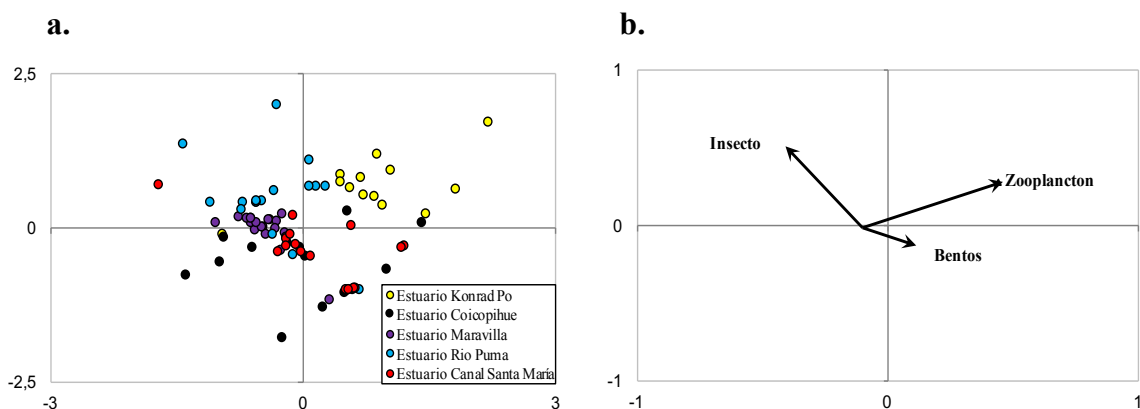 a.
b.
2,5
0
-2,5
-3
0
3
Estuario Konrad Po
Estuario Coicopihue
Estuario Maravilla
Estuario Rio Puma
Estuario Canal Santa María
1
0
-1
-1
0
1
Insecto
Zooplancton
Bentos